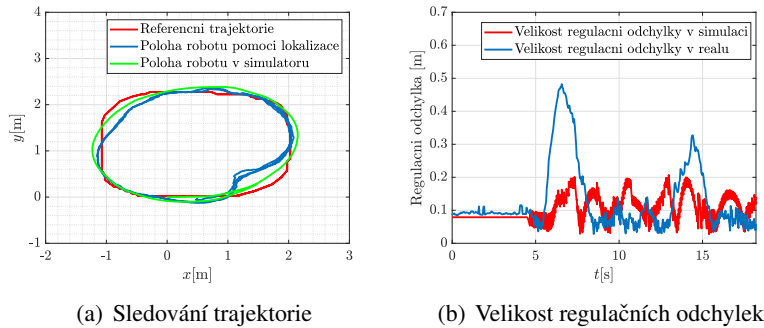 Referencni trajektorie
Poloha robotu pomoci lokalizace
Poloha robotu v simulatoru
4
3
2
1
0
-1
y[m]
-2
-1
0
1
2
3
x[m]
(a) Sledování trajektorie
Velikost regulacni odchylky v simulaci
Velikost regulacni odchylky v realu
0.7
0.6
0.5
0.4
0.3
0.2
0.1
0
Regulacni odchylka [m]
0
5
10
15
t[s]
(b) Velikost regulačních odchylek